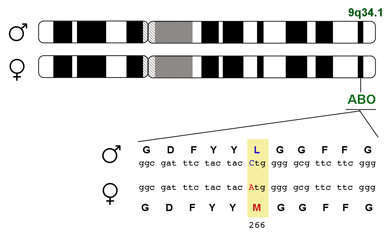 9q34.1
♂
♀
ABO
G D F Y Y L G G F F G
♂ ggc gat ttc tac tac Ctg ggg gcg ttc ttc ggg
♀ ggc gat ttc tac tac Atg ggg gcg ttc ttc ggg
G D F Y Y M G G F F G
266